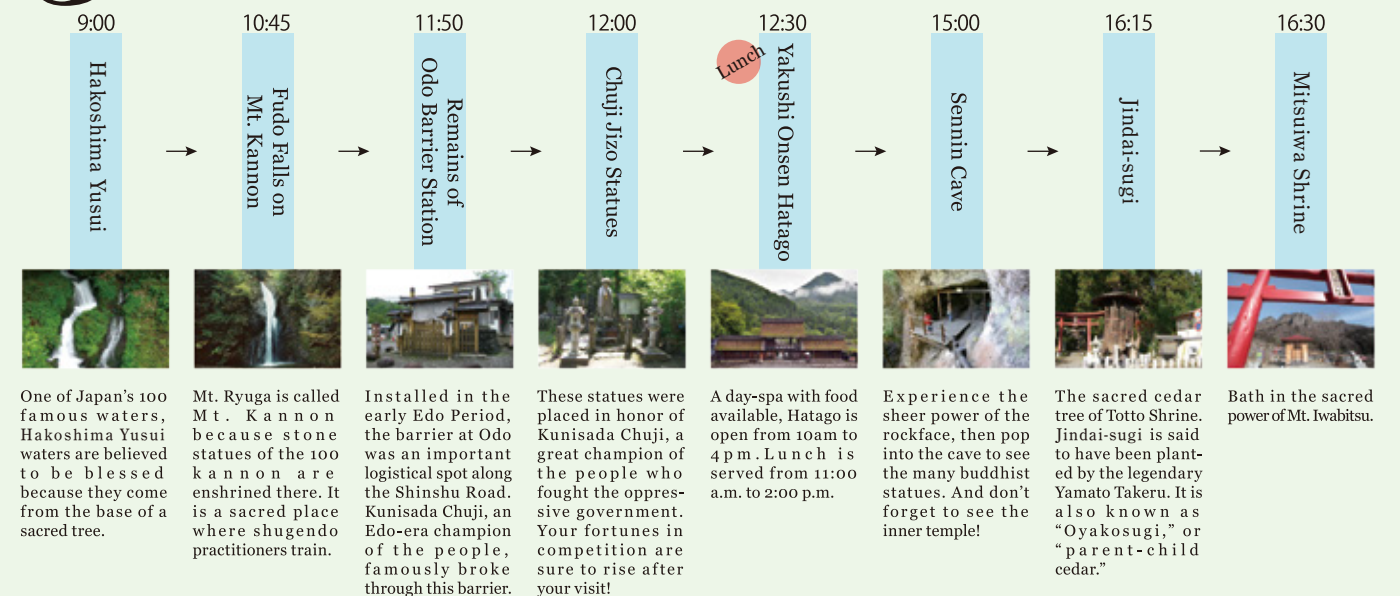 9:00
Hakoshima Yusui
One of Japan's 100
famous waters,
Hakoshima Yusui
waters are believed
to be blessed
because they come
from the base of a
sacred tree.
10:45
Fudo Falls on
Mt. Kannon
Mt. Ryuga is called
Mt. Kannon
because stone
statues of the 100
kannon are
enshrined there. It
is a sacred place
where shugendo
practitioners train.
11:50
Remains of
Odo Barrier Station
Installed in the
early Edo Period,
the barrier at Odo
was an important
logistical spot along
the Shinshu Road.
Kunisada Chuji, an
Edo-era champion
of the people,
famously broke
through this barrier.
12:00
Chuji Jizo Statues
These statues were
placed in honor of
Kunisada Chuji, a
great champion of
the people who
fought the oppres-
sive government.
Your fortunes in
competition are
sure to rise after
your visit!
12:30
Lunch
Yakushi Onsen Hatago
A day-spa with food
available, Hatago is
open from 10am to
4pm. Lunch is
served from 11:00
a.m. to 2:00 p.m.
15:00
Sennin Cave
Experience the
sheer power of the
rockface, then pop
into the cave to see
the many buddhist
statues. And don't
forget to see the
inner temple!
16:15
Jindai-sugi
The sacred cedar
tree of Totto Shrine.
Jindai-sugi is said
to have been plant-
ed by the legendary
Yamato Takeru. It is
also known as
"Oyakosugi," or
"parent-child
cedar."
16:30
Mitsuiwa Shrine
Bath in the sacred
power of Mt. Iwabitsu.